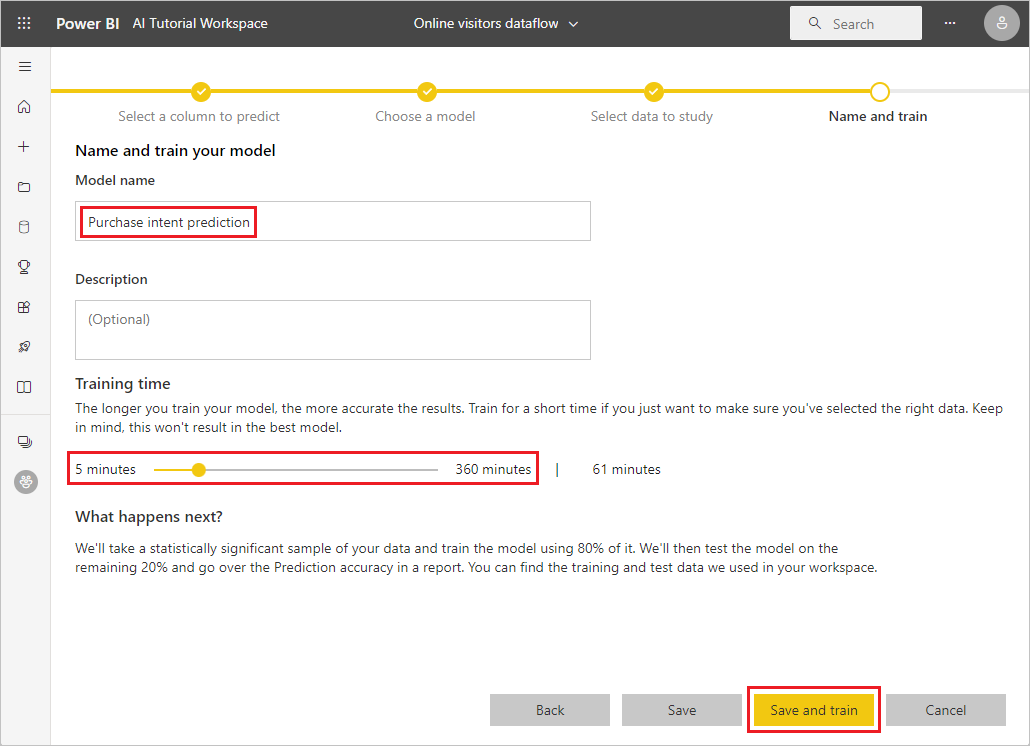 Power BI AI Tutorial Workspace Online visitors dataflow Search ...
Select a column to predict Choose a model Select data to study Name and train
Name and train your model
Model name
Purchase intent prediction
Description
(Optional)
Training time
The longer you train your model, the more accurate the results. Train for a short time if you just want to make sure you've selected the right data. Keep
in mind, this won't result in the best model.
5 minutes 360 minutes | 61 minutes
What happens next?
We'll take a statistically significant sample of your data and train the model using 80% of it. We'll then test the model on the
remaining 20% and go over the Prediction accuracy in a report. You can find the training and test data we used in your workspace.
Back Save Save and train Cancel